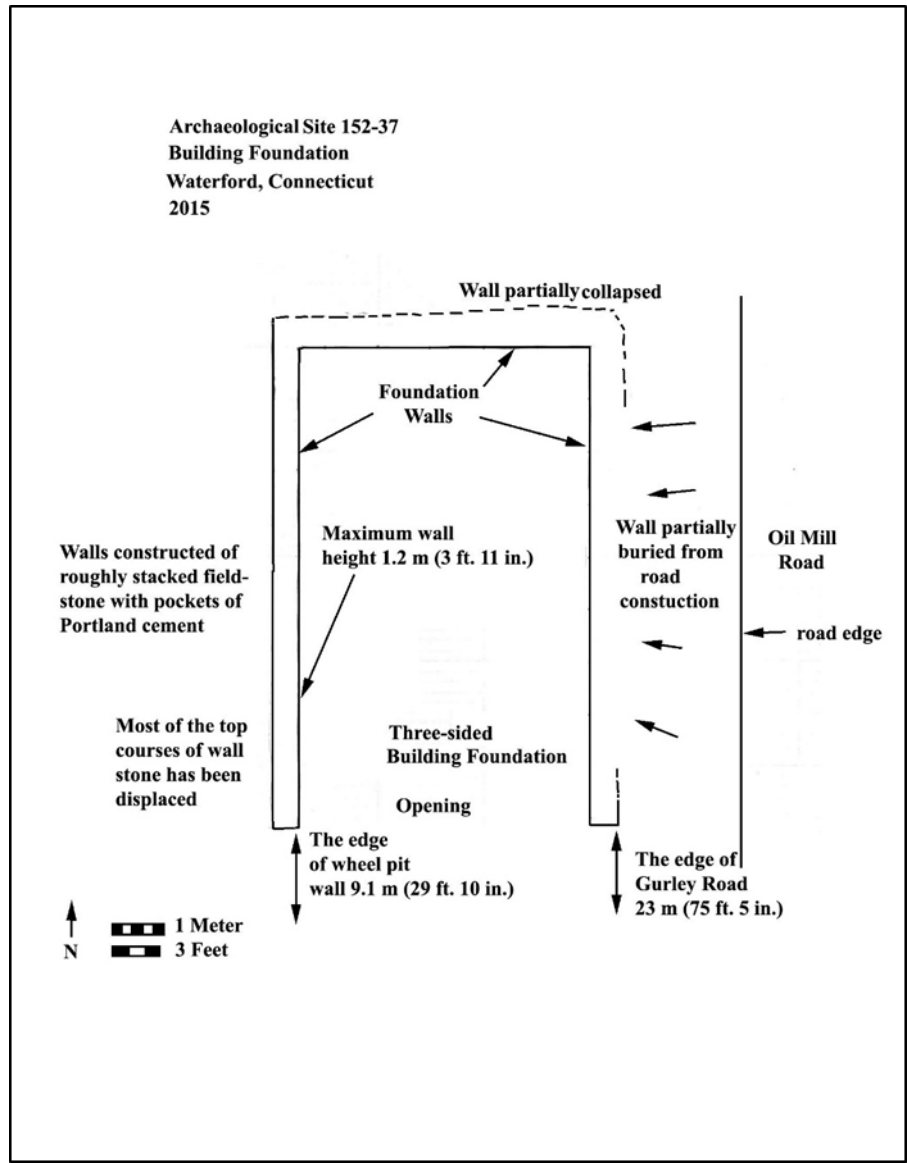 Archaeological Site 152-37
Building Foundation
Waterford, Connecticut
2015
Wall partially collapsed
Foundation
Walls
Maximum wall
height 1.2 m (3 ft. 11 in.)
Walls constructed of
roughly stacked field-
stone with pockets of
Portland cement
Wall partially
buried from
road
constuction
Oil Mill
Road
road edge
Most of the top
courses of wall
stone has been
displaced
Three-sided
Building Foundation
Opening
The edge
of wheel pit
wall 9.1 m (29 ft. 10 in.)
The edge of
Gurley Road
23 m (75 ft. 5 in.)
N
1 Meter
3 Feet